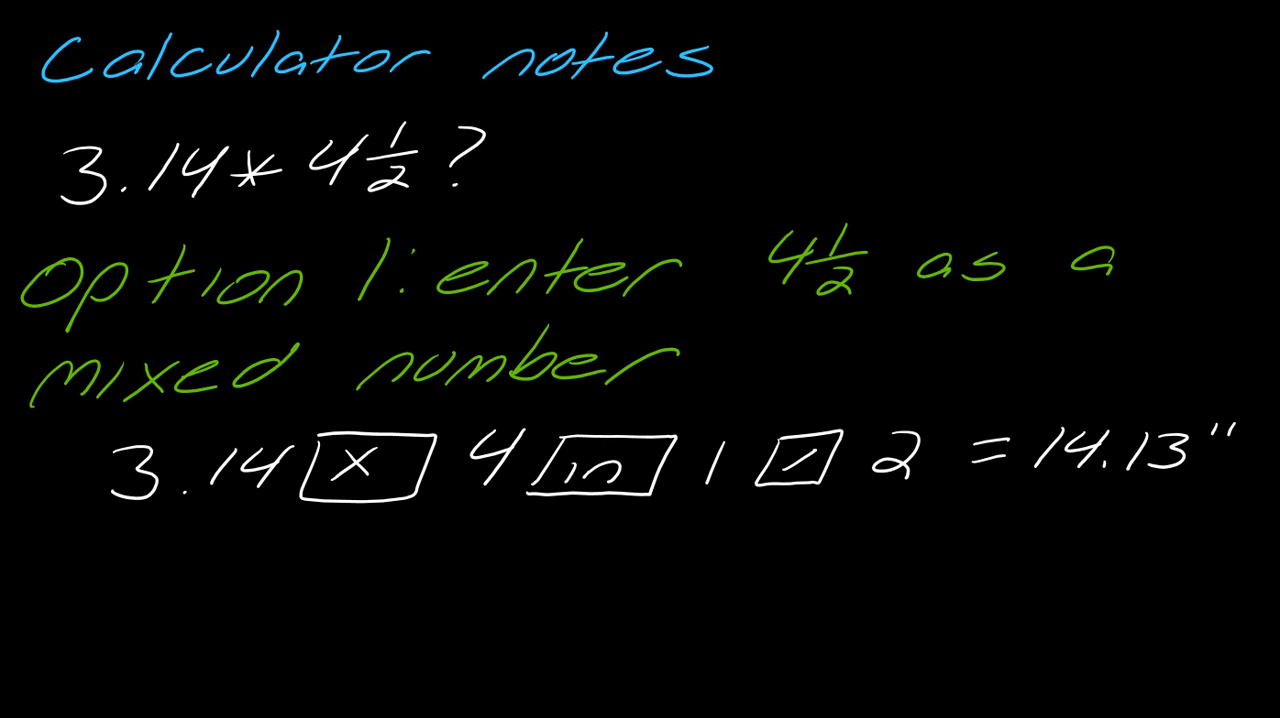 Calculator notes
3.14 * 4 1/2 ?
Option 1: enter 4 1/2 as a
mixed number
3.14 [x] 4 [in] 1 [/] 2 = 14.13"